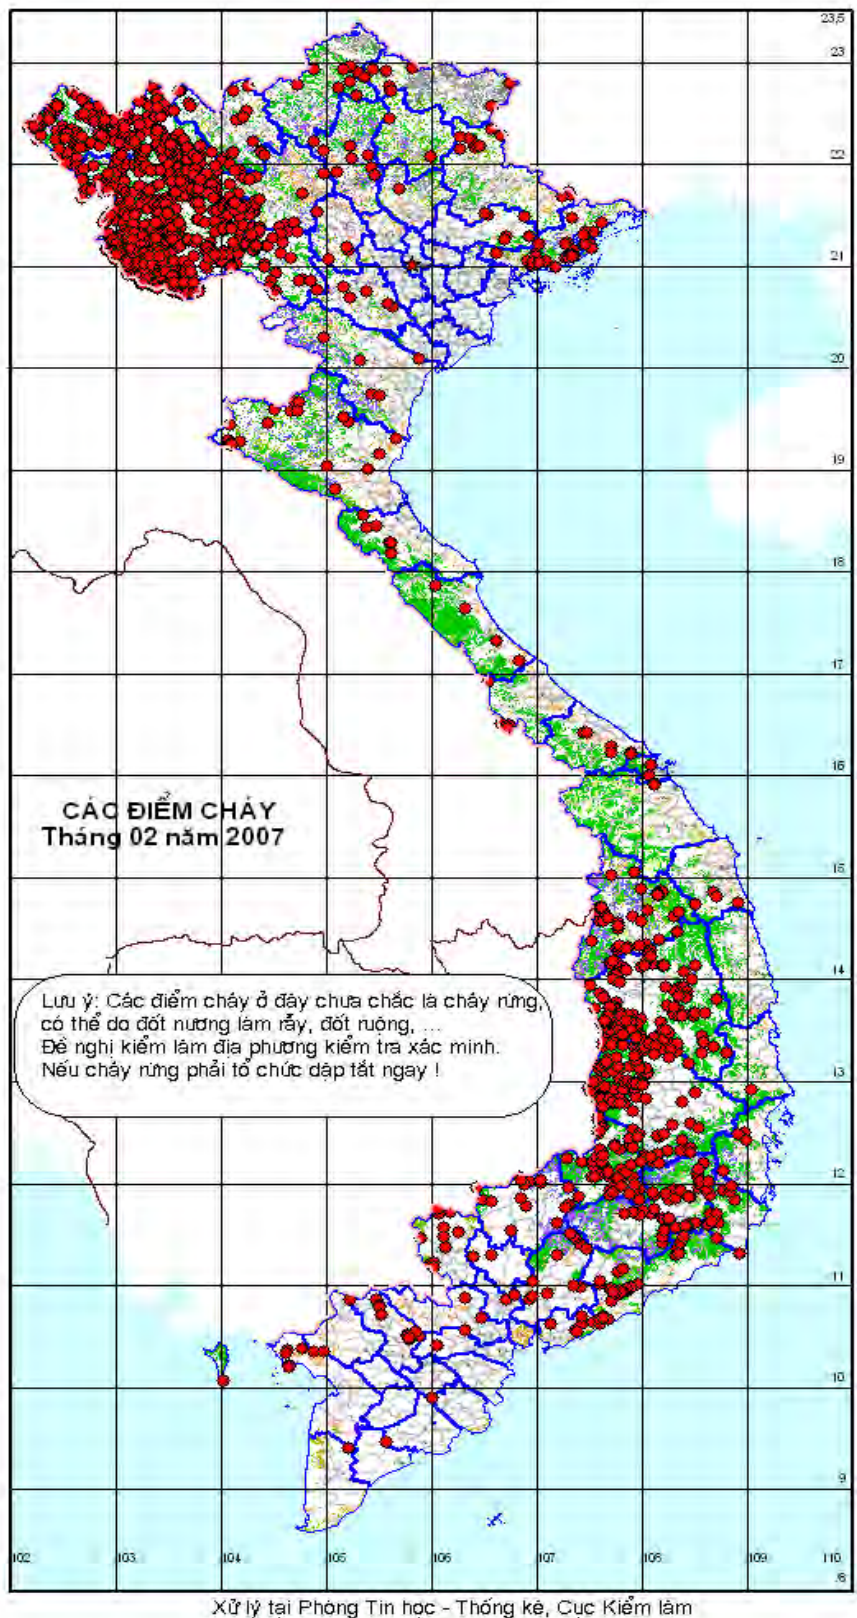 23,5
23
22
21
20
19
18
17
16
CÁC ĐIỂM CHÁY
Tháng 02 năm 2007
15
14
Lưu ý: Các điểm cháy ở đây chưa chắc là cháy rừng,
có thể do đốt nương làm rẫy, đốt ruộng, ...
Đề nghị kiểm lâm địa phương kiểm tra xác minh.
Nếu cháy rừng phải tổ chức dập tắt ngay !
13
12
11
10
9
102 103 104 105 106 107 108 109 110
8
Xử lý tại Phòng Tin học - Thống kê, Cục Kiểm lâm